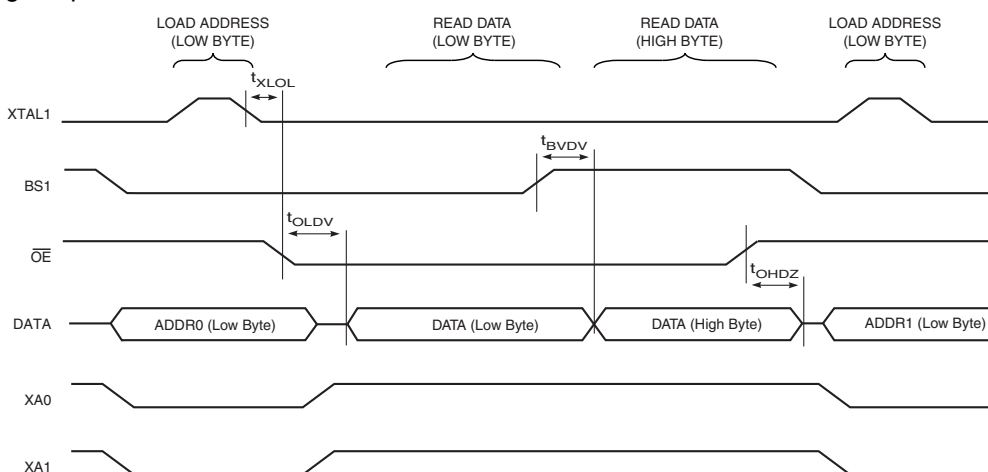 LOAD ADDRESS
(LOW BYTE)
READ DATA
(LOW BYTE)
READ DATA
(HIGH BYTE)
LOAD ADDRESS
(LOW BYTE)
tXLOL
XTAL1
tBVDV
BS1
tOLDV
OE
tOHDZ
DATA
ADDR0 (Low Byte)
DATA (Low Byte)
DATA (High Byte)
ADDR1 (Low Byte)
XA0
XA1